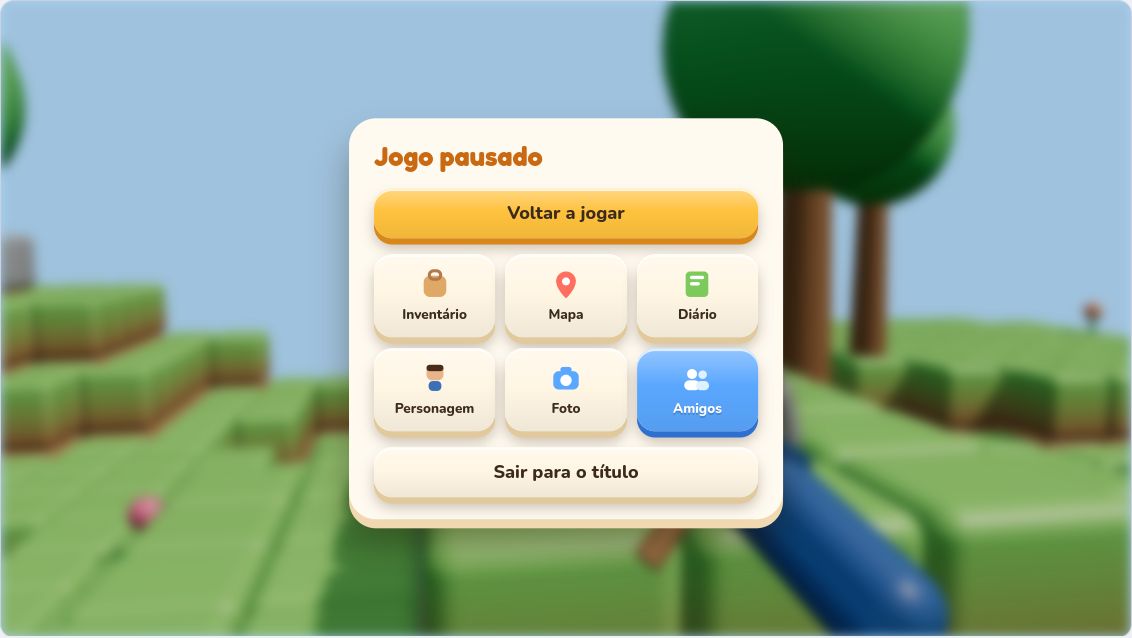 Jogo pausado
Voltar a jogar
Inventário
Mapa
Diário
Personagem
Foto
Amigos
Sair para o título